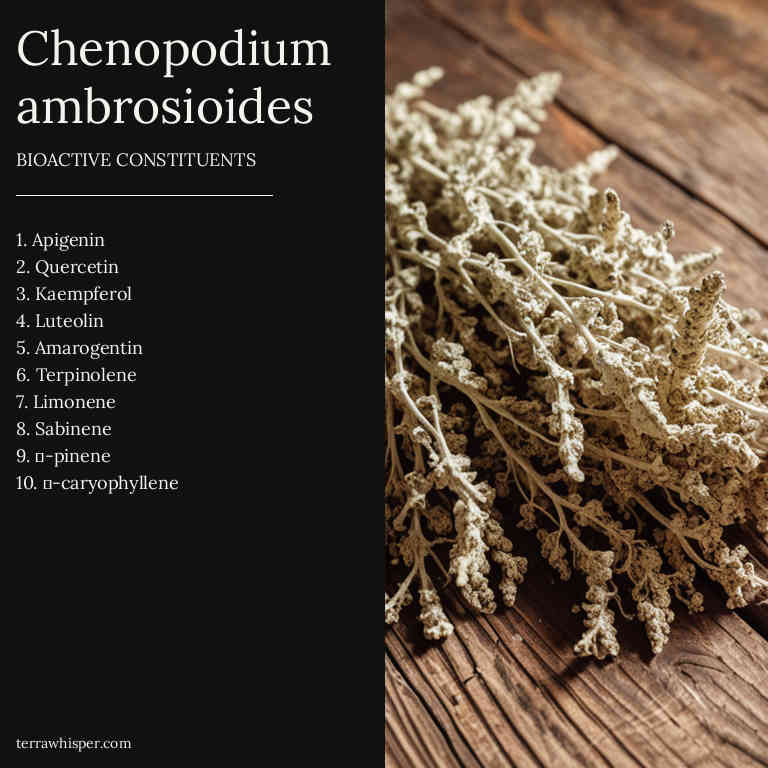 Chenopodium
ambrosioides
BIOACTIVE CONSTITUENTS
1. Apigenin
2. Quercetin
3. Kaempferol
4. Luteolin
5. Amarogentin
6. Terpinolene
7. Limonene
8. Sabinene
9. □-pinene
10. □-caryophyllene
terrawhisper.com